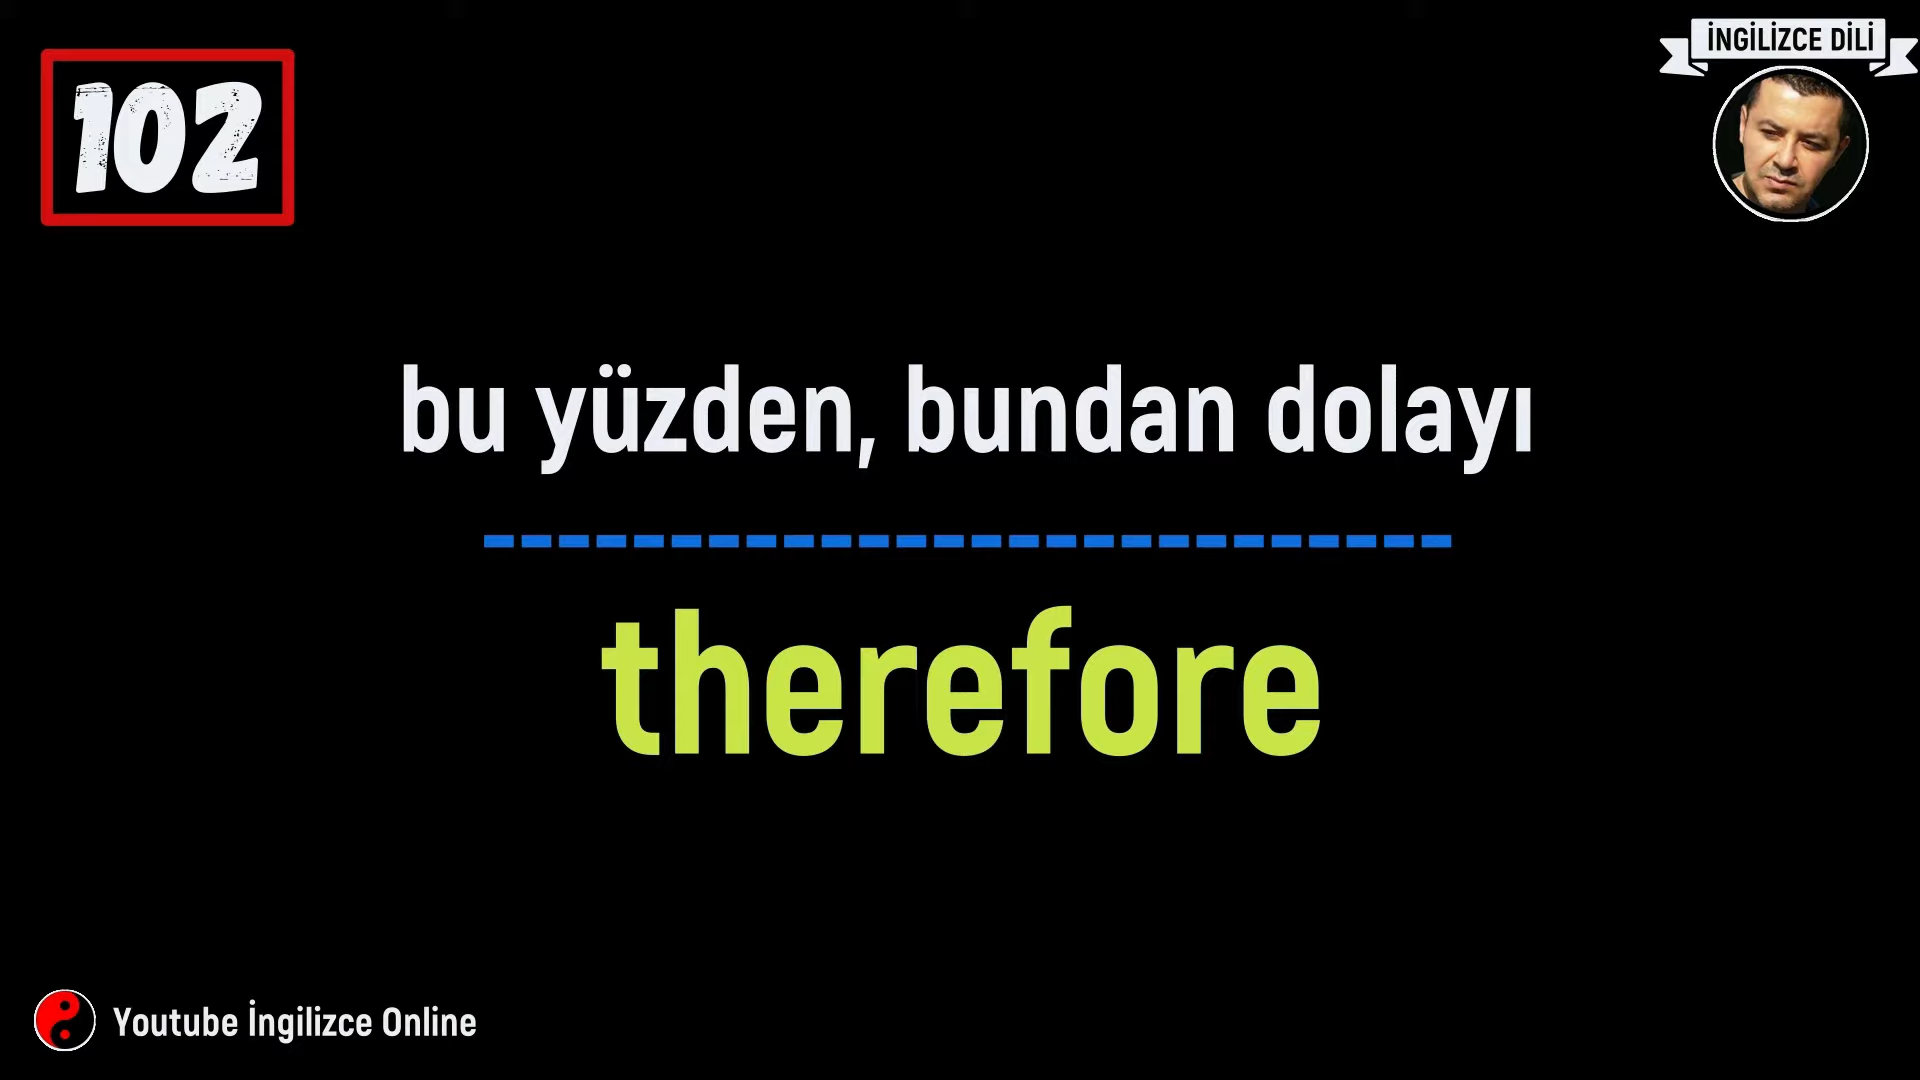 102
İNGİLİZCE DİLİ
bu yüzden, bundan dolayı
therefore
Youtube İngilizce Online